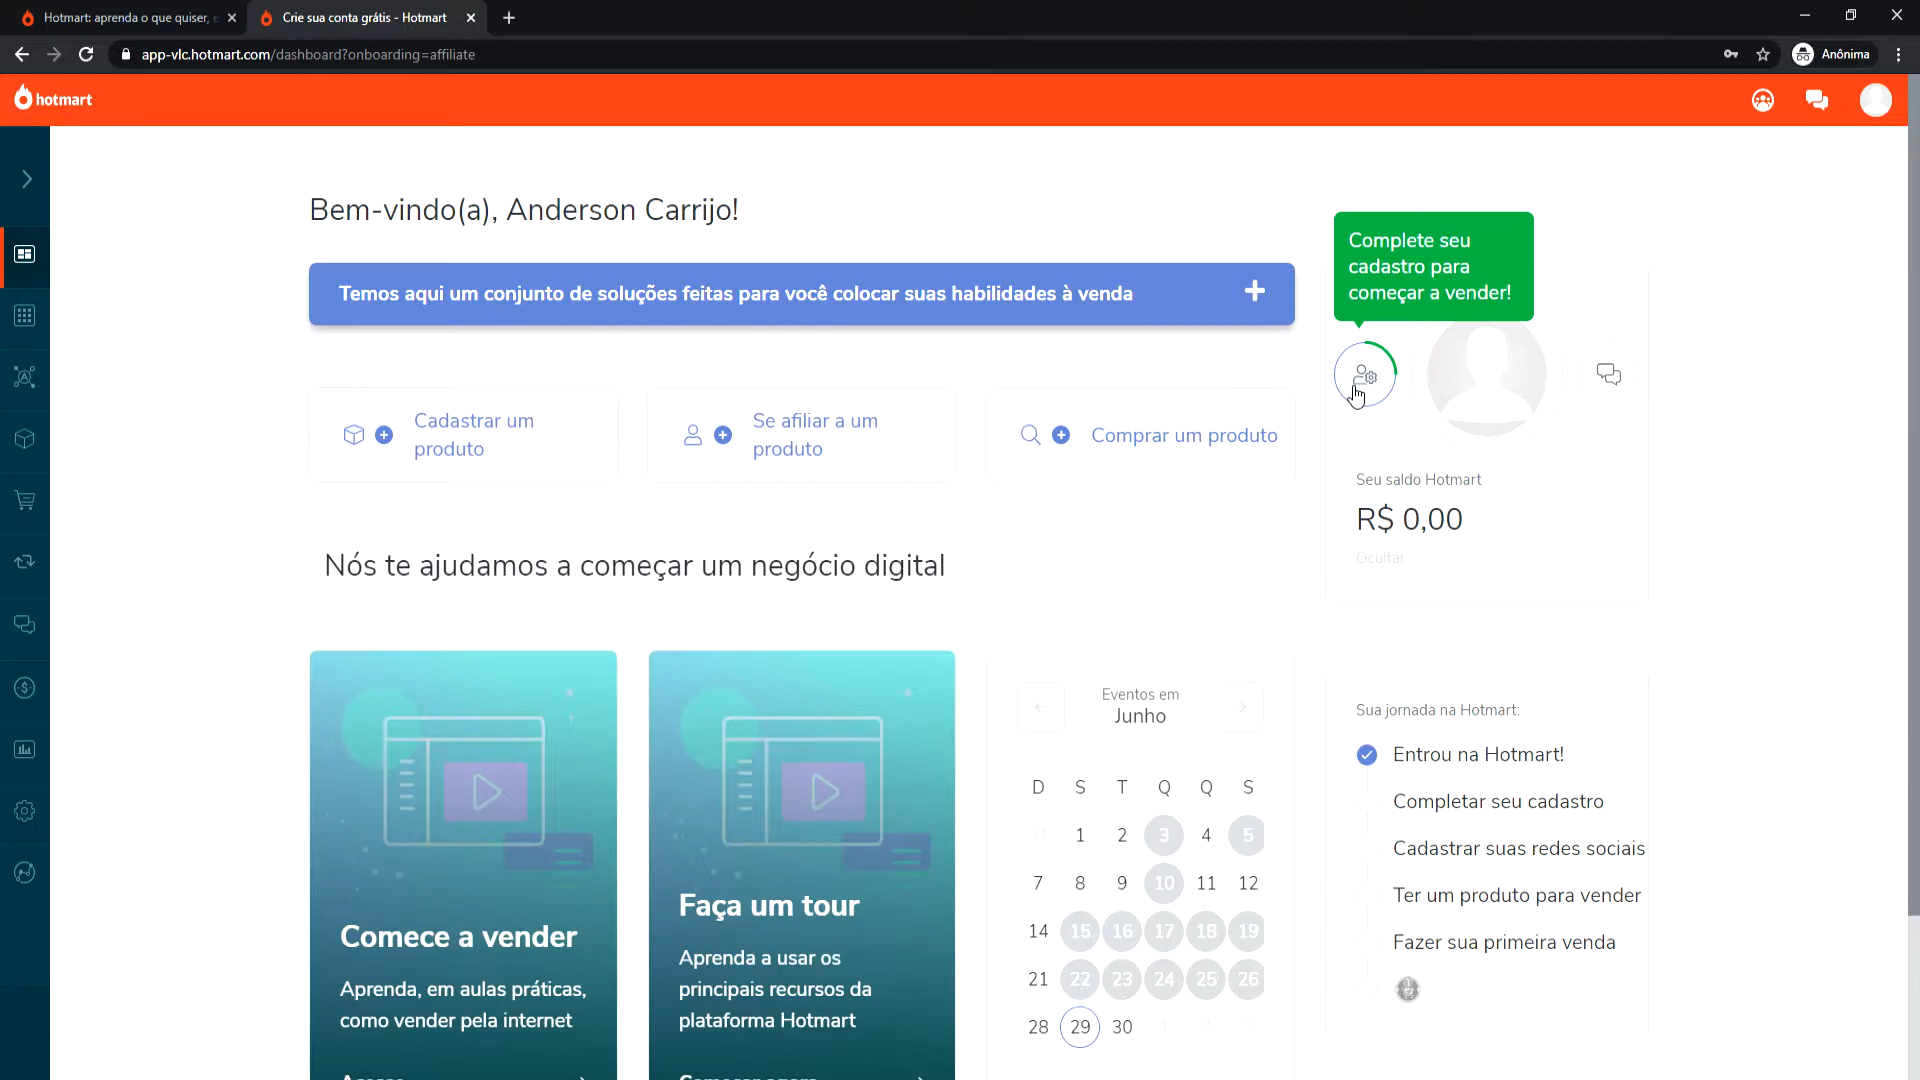 Hotmart: aprenda o que quiser, e
Crie sua conta grátis - Hotmart
app-vlc.hotmart.com/dashboard?onboarding=affiliate
Anônima
hotmart
Bem-vindo(a), Anderson Carrijo!
Complete seu
cadastro para
começar a vender!
Temos aqui um conjunto de soluções feitas para você colocar suas habilidades à venda
Cadastrar um
produto
Se afiliar a um
produto
Comprar um produto
Seu saldo Hotmart
R$ 0,00
Ocultar
Nós te ajudamos a começar um negócio digital
Comece a vender
Aprenda, em aulas práticas,
como vender pela internet
Faça um tour
Aprenda a usar os
principais recursos da
plataforma Hotmart
Eventos em
Junho
D S T Q Q S
1 2 3 4 5
7 8 9 10 11 12
14 15 16 17 18 19
21 22 23 24 25 26
28 29 30
Sua jornada na Hotmart:
Entrou na Hotmart!
Completar seu cadastro
Cadastrar suas redes sociais
Ter um produto para vender
Fazer sua primeira venda